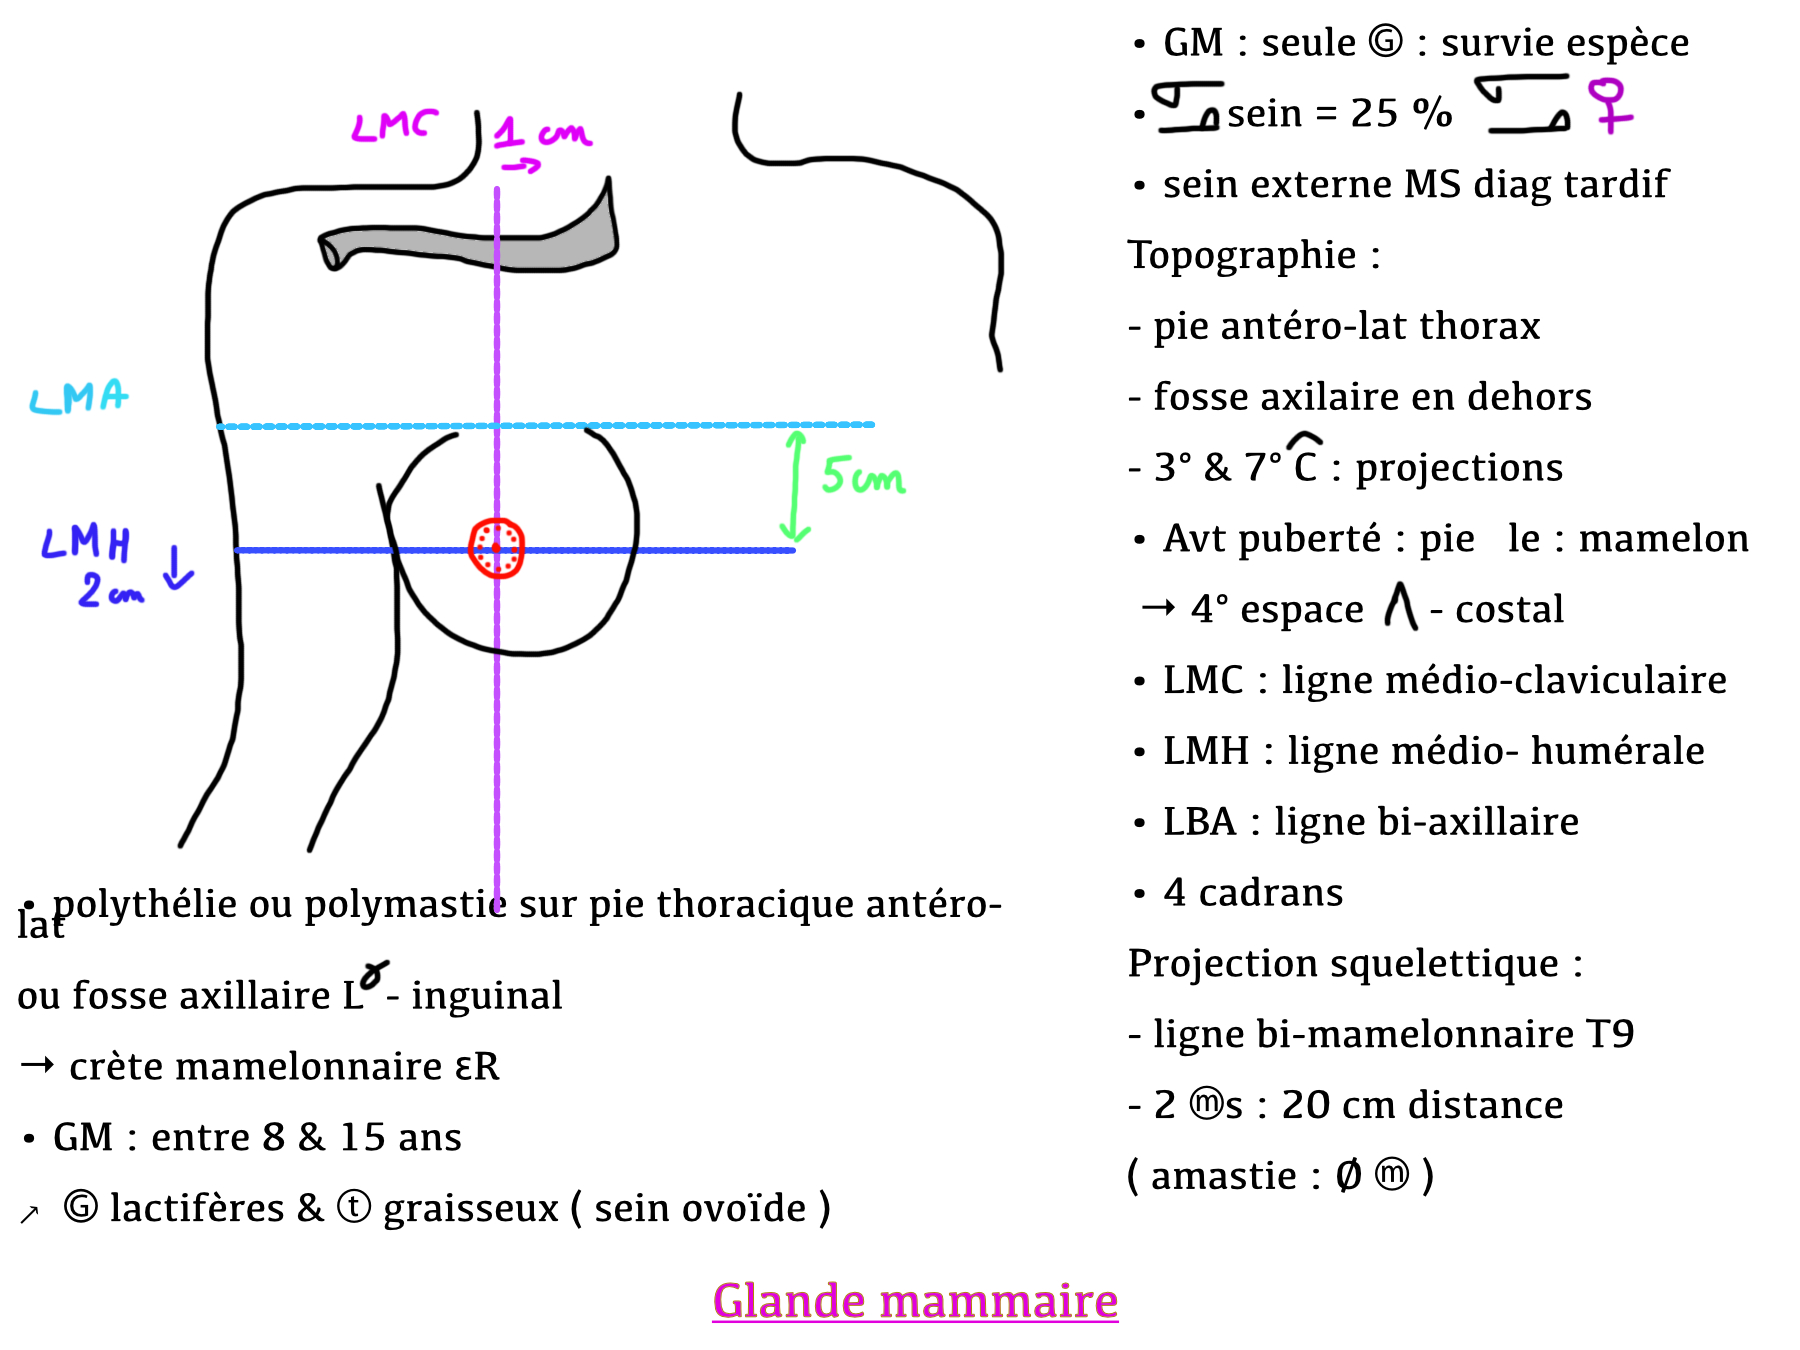 LMC 1 cm
→
LMA
5 cm
LMH
2 cm ↓
• polythélie ou polymastie sur pie thoracique antéro-
lat
ou fosse axillaire L - inguinal
→ crète mamelonnaire εR
• GM : entre 8 & 15 ans
↗ Ⓖ lactifères & ⓣ graisseux ( sein ovoïde )
• GM : seule Ⓖ : survie espèce
• sein = 25 % ♀
• sein externe MS diag tardif
Topographie :
- pie antéro-lat thorax
- fosse axilaire en dehors
- 3° & 7° Ĉ : projections
• Avt puberté : pie le : mamelon
→ 4° espace Λ - costal
• LMC : ligne médio-claviculaire
• LMH : ligne médio- humérale
• LBA : ligne bi-axillaire
• 4 cadrans
Projection squelettique :
- ligne bi-mamelonnaire T9
- 2 ⓜs : 20 cm distance
( amastie : Ø ⓜ )
Glande mammaire